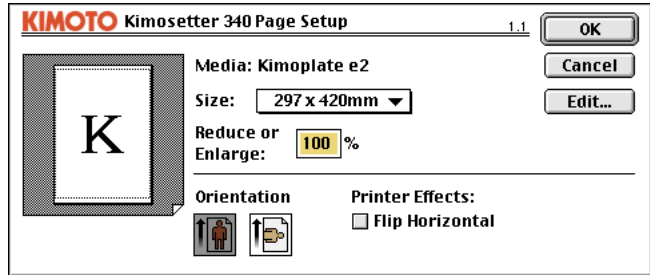 KIMOTO Kimosetter 340 Page Setup 1.1 OK
Media: Kimoplate e2 Cancel
Size: 297 x 420mm Edit...
K
Reduce or
Enlarge: 100 %
Orientation Printer Effects:
Flip Horizontal